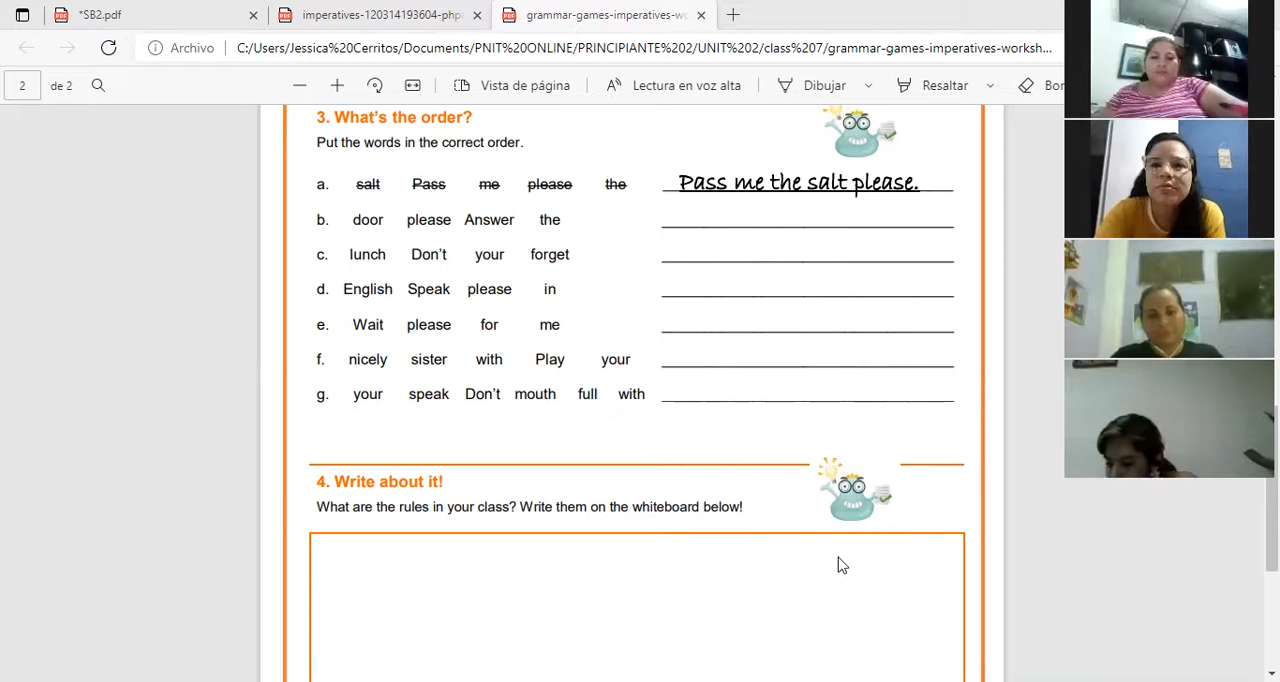 *SB2.pdf
imperatives-120314193604-php
grammar-games-imperatives-wo
Archivo C:/Users/Jessica%20Cerritos/Documents/PNIT%20ONLINE/PRINCIPIANTE%202/UNIT%202/class%207/grammar-games-imperatives-worksh...
2 de 2 Vista de página Lectura en voz alta Dibujar Resaltar Bor
3. What's the order?
Put the words in the correct order.
a. salt Pass me please the Pass me the salt please.
b. door please Answer the
c. lunch Don't your forget
d. English Speak please in
e. Wait please for me
f. nicely sister with Play your
g. your speak Don't mouth full with
4. Write about it!
What are the rules in your class? Write them on the whiteboard below!